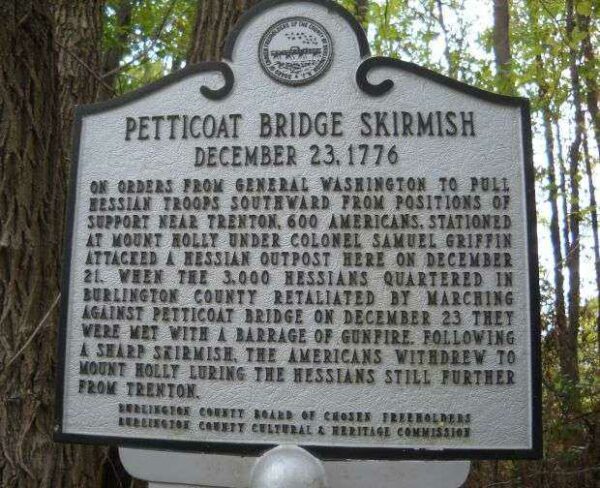 PETTICOAT BRIDGE SKIRMISH
DECEMBER 23, 1776
ON ORDERS FROM GENERAL WASHINGTON TO PULL
HESSIAN TROOPS SOUTHWARD FROM POSITIONS OF
SUPPORT NEAR TRENTON, 600 AMERICANS, STATIONED
AT MOUNT HOLLY UNDER COLONEL SAMUEL GRIFFIN
ATTACKED A HESSIAN OUTPOST HERE ON DECEMBER
21. WHEN THE 3,000 HESSIANS QUARTERED IN
BURLINGTON COUNTY RETALIATED BY MARCHING
AGAINST PETTICOAT BRIDGE ON DECEMBER 23 THEY
WERE MET WITH A BARRAGE OF GUNFIRE. FOLLOWING
A SHARP SKIRMISH, THE AMERICANS WITHDREW TO
MOUNT HOLLY LURING THE HESSIANS STILL FURTHER
FROM TRENTON.
BURLINGTON COUNTY BOARD OF CHOSEN FREEHOLDERS
BURLINGTON COUNTY CULTURAL & HERITAGE COMMISSION